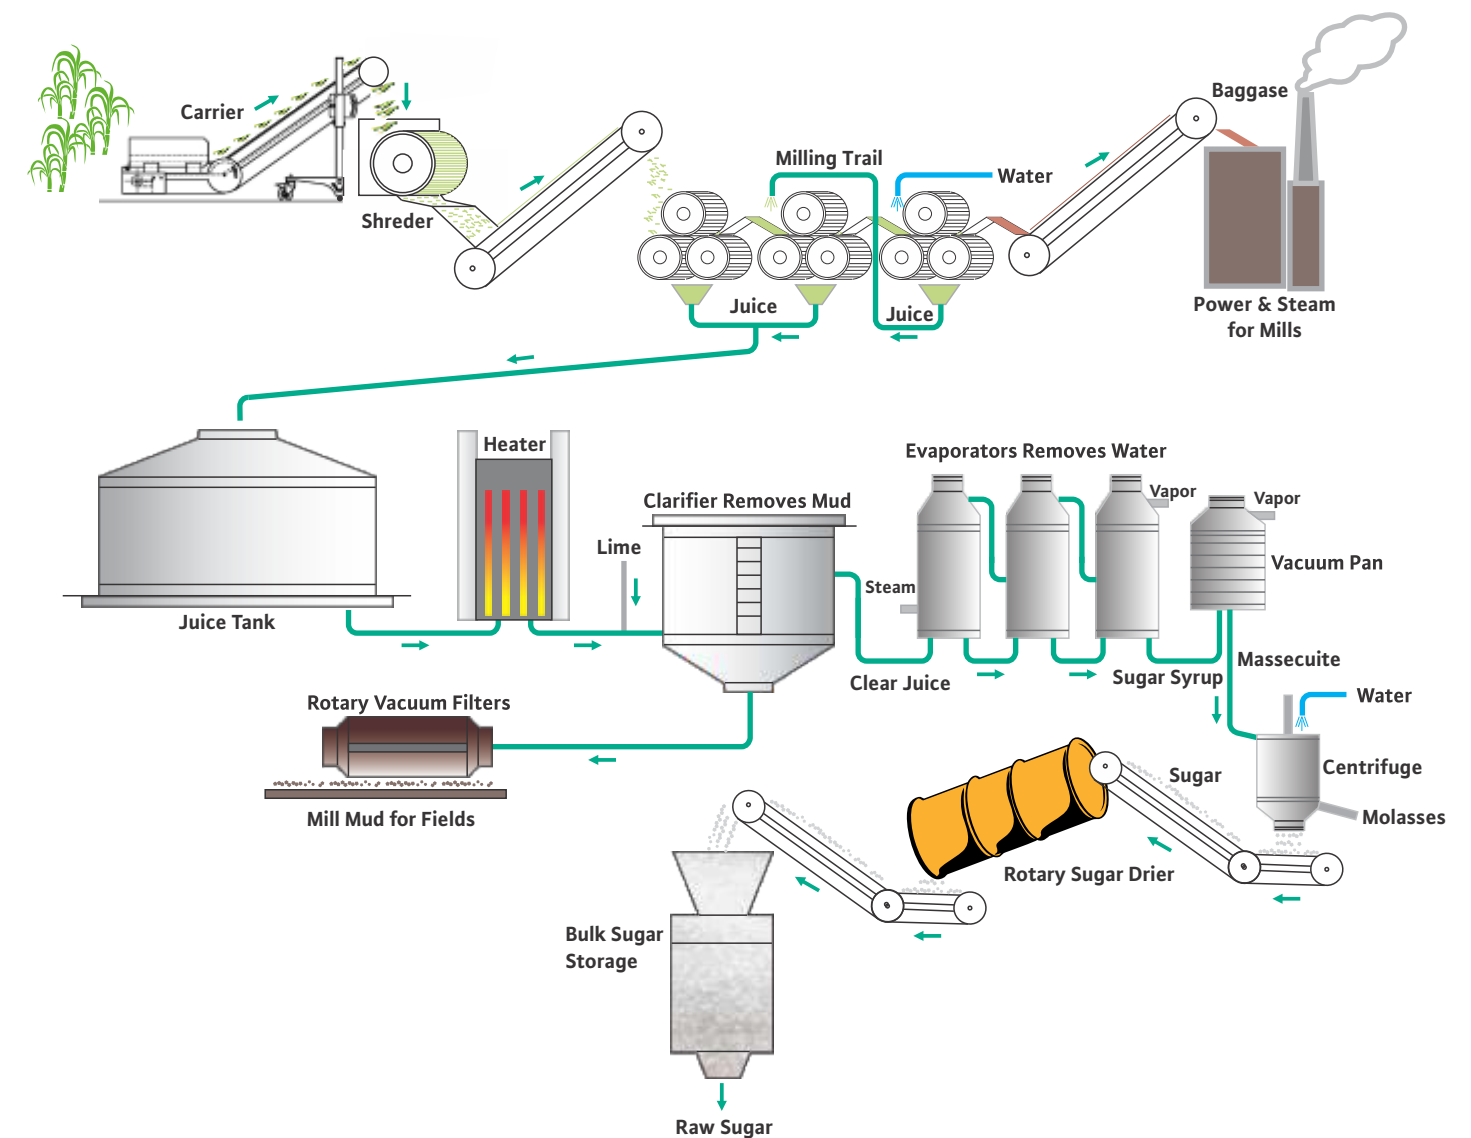 Baggase
Carrier
Milling Trail
Water
Shreder
Juice
Juice
Power & Steam
for Mills
Heater
Evaporators Removes Water
Clarifier Removes Mud
Vapor
Vapor
Lime
Vacuum Pan
Steam
Juice Tank
Massecuite
Clear Juice
Sugar Syrup
Rotary Vacuum Filters
Water
Sugar
Centrifuge
Mill Mud for Fields
Molasses
Rotary Sugar Drier
Bulk Sugar
Storage
Raw Sugar